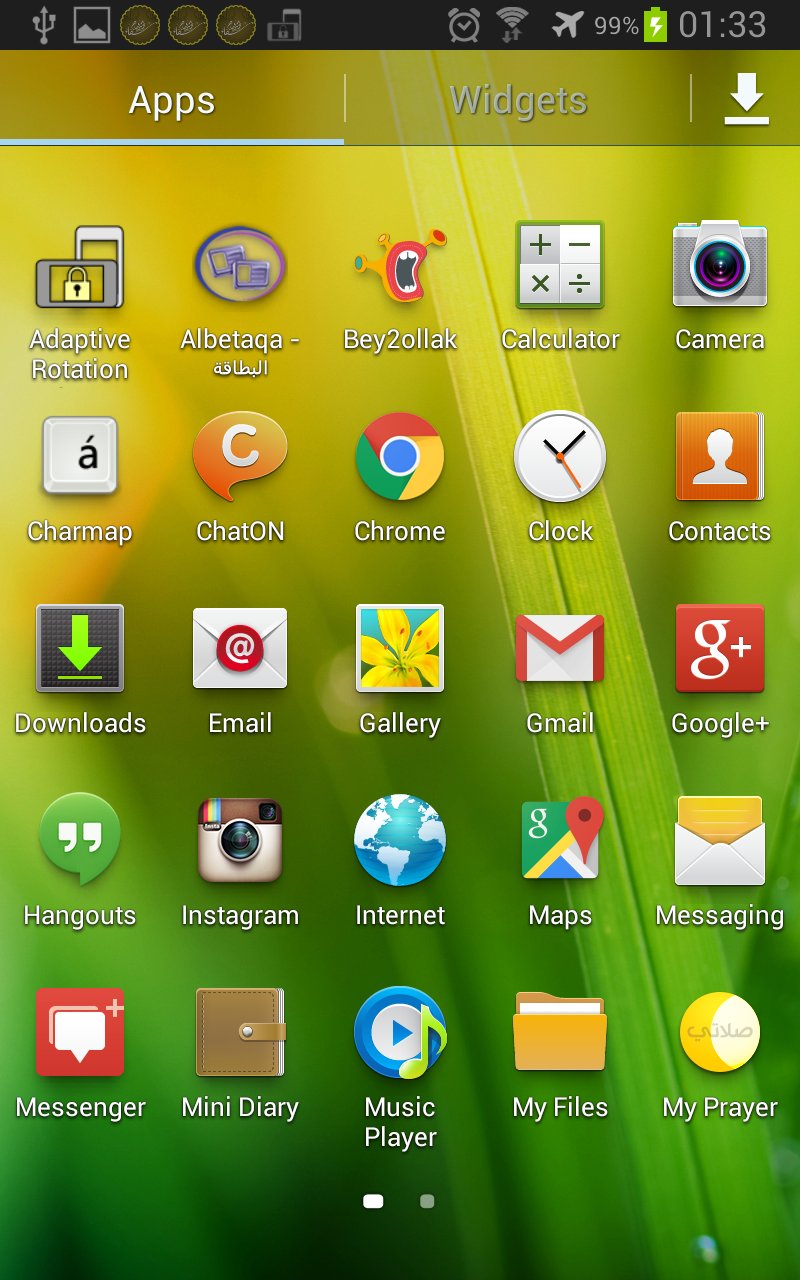 99% 01:33
Apps Widgets
Adaptive Albetaqa - Bey2ollak Calculator Camera
Rotation البطاقة
á C
Charmap ChatON Chrome Clock Contacts
@ g+
Downloads Email Gallery Gmail Google+
g
Hangouts Instagram Internet Maps Messaging
صلاتي
Messenger Mini Diary Music My Files My Prayer
Player